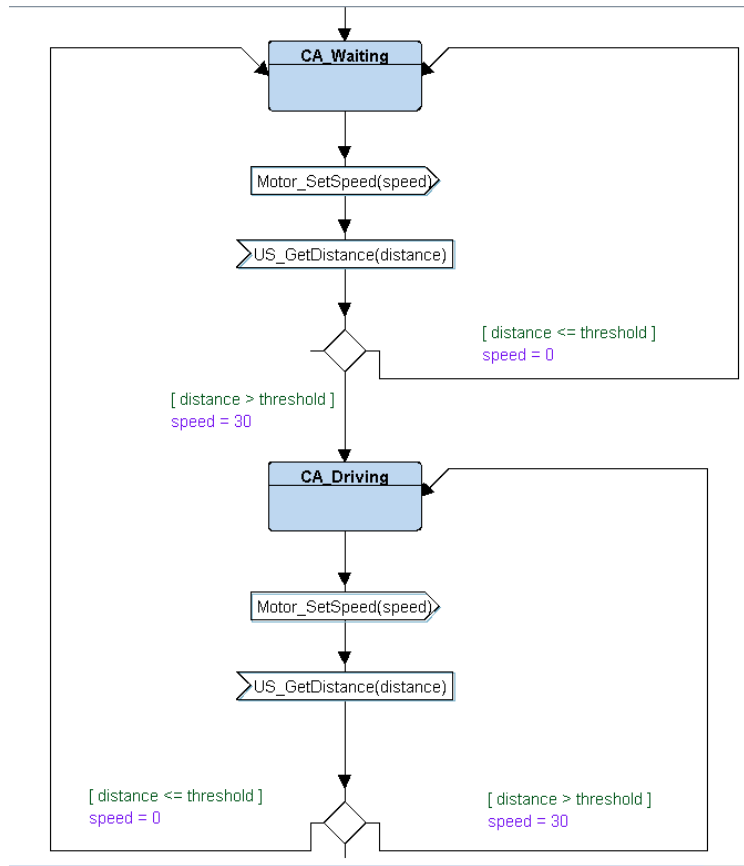 CA_Waiting
Motor_SetSpeed(speed)
US_GetDistance(distance)
[ distance <= threshold ]
speed = 0
[ distance > threshold ]
speed = 30
CA_Driving
Motor_SetSpeed(speed)
US_GetDistance(distance)
[ distance <= threshold ]
speed = 0
[ distance > threshold ]
speed = 30